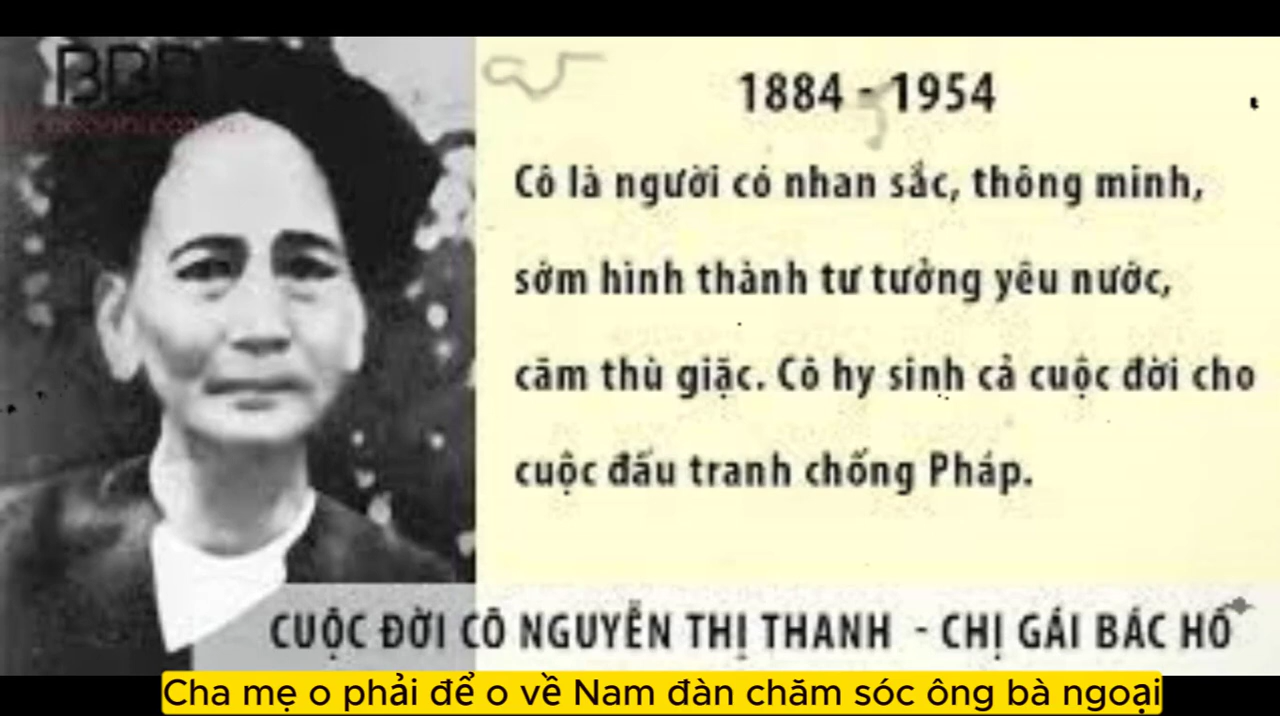 1884 - 1954
Cô là người có nhan sắc, thông minh,
sớm hình thành tư tưởng yêu nước,
căm thù giặc. Cô hy sinh cả cuộc đời cho
cuộc đấu tranh chống Pháp.
CUỘC ĐỜI CÔ NGUYỄN THỊ THANH - CHỊ GÁI BÁC HỒ
Cha mẹ o phải để o về Nam đàn chăm sóc ông bà ngoại